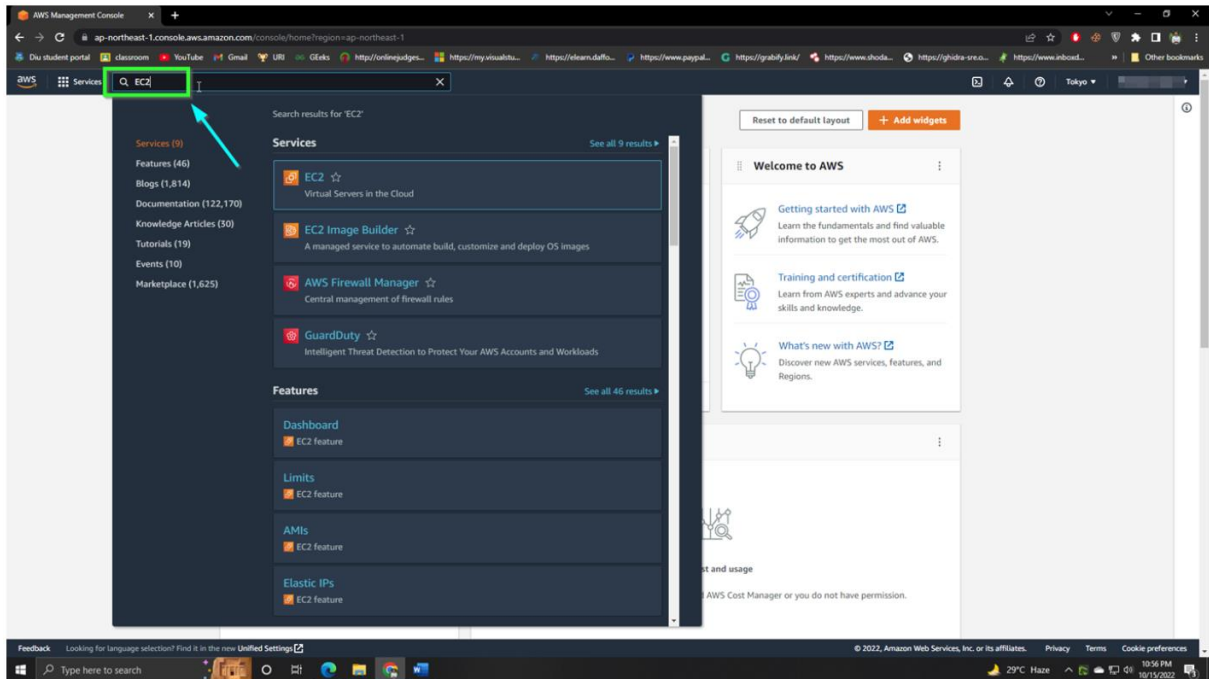 AWS Management Console
ap-northeast-1.console.aws.amazon.com/console/home?region=ap-northeast-1
Diu student portal classroom YouTube Gmail URI GEeks http://onlinejudges... https://my.visualstu... https://elearn.daffo... https://www.paypal... https://grabify.link/ https://www.shoda... https://ghidra-sre.o... https://www.inboxd... Other bookmarks
aws Services EC2 Tokyo
Search results for 'EC2'
Reset to default layout + Add widgets
Services (9)
Features (46)
Blogs (1,814)
Documentation (122,170)
Knowledge Articles (30)
Tutorials (19)
Events (10)
Marketplace (1,625)
Services See all 9 results
EC2
Virtual Servers in the Cloud
EC2 Image Builder
A managed service to automate build, customize and deploy OS images
AWS Firewall Manager
Central management of firewall rules
GuardDuty
Intelligent Threat Detection to Protect Your AWS Accounts and Workloads
Features See all 46 results
Dashboard
EC2 feature
Limits
EC2 feature
AMIs
EC2 feature
Elastic IPs
EC2 feature
Welcome to AWS
Getting started with AWS
Learn the fundamentals and find valuable
information to get the most out of AWS.
Training and certification
Learn from AWS experts and advance your
skills and knowledge.
What's new with AWS?
Discover new AWS services, features, and
Regions.
st and usage
AWS Cost Manager or you do not have permission.
Feedback Looking for language selection? Find it in the new Unified Settings © 2022, Amazon Web Services, Inc. or its affiliates. Privacy Terms Cookie preferences
Type here to search 29°C Haze 10:56 PM
10/15/2022